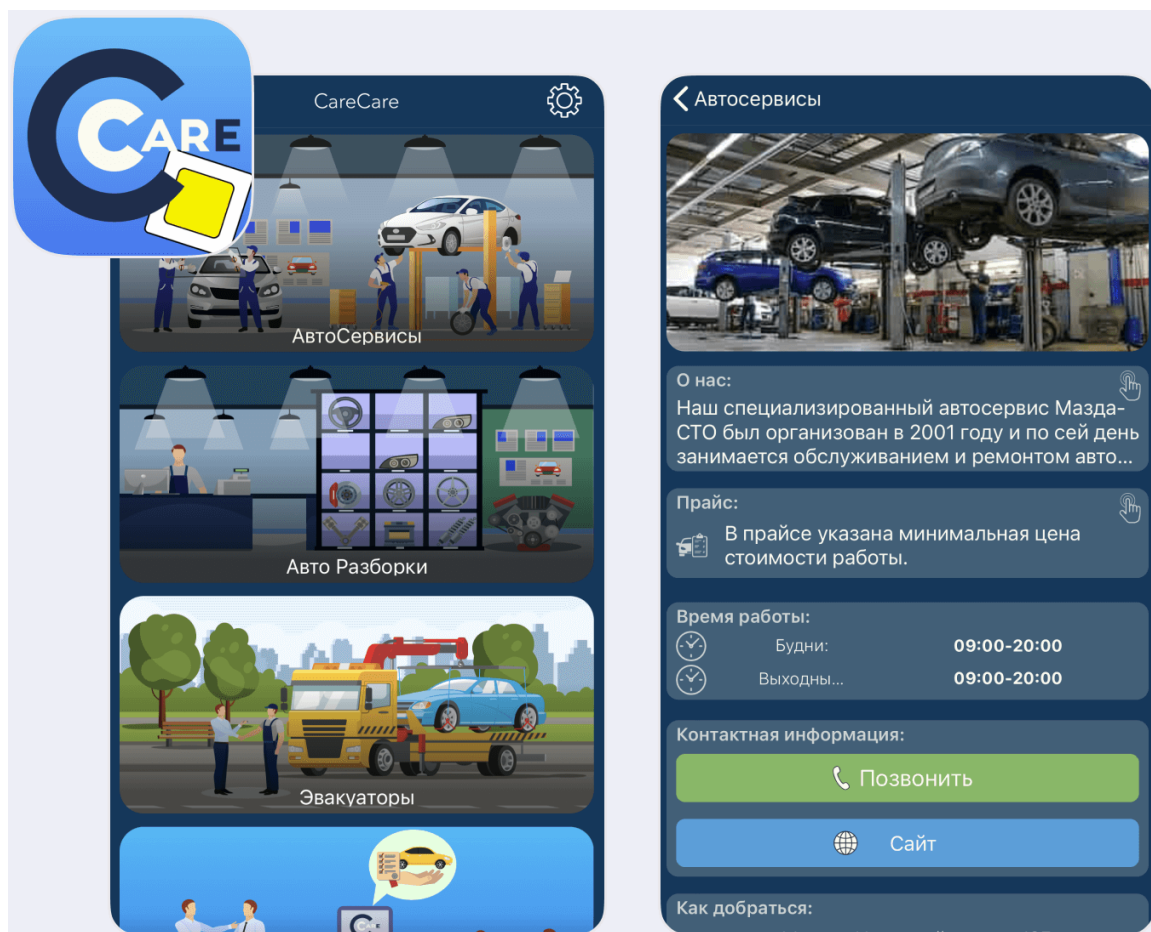 CCARE
CareCare
АвтоСервисы
Авто Разборки
Эвакуаторы
Автосервисы
О нас:
Наш специализированный автосервис Мазда-
СТО был организован в 2001 году и по сей день
занимается обслуживанием и ремонтом авто...
Прайс:
В прайсе указана минимальная цена
стоимости работы.
Время работы:
Будни: 09:00-20:00
Выходны... 09:00-20:00
Контактная информация:
Позвонить
Сайт
Как добраться: